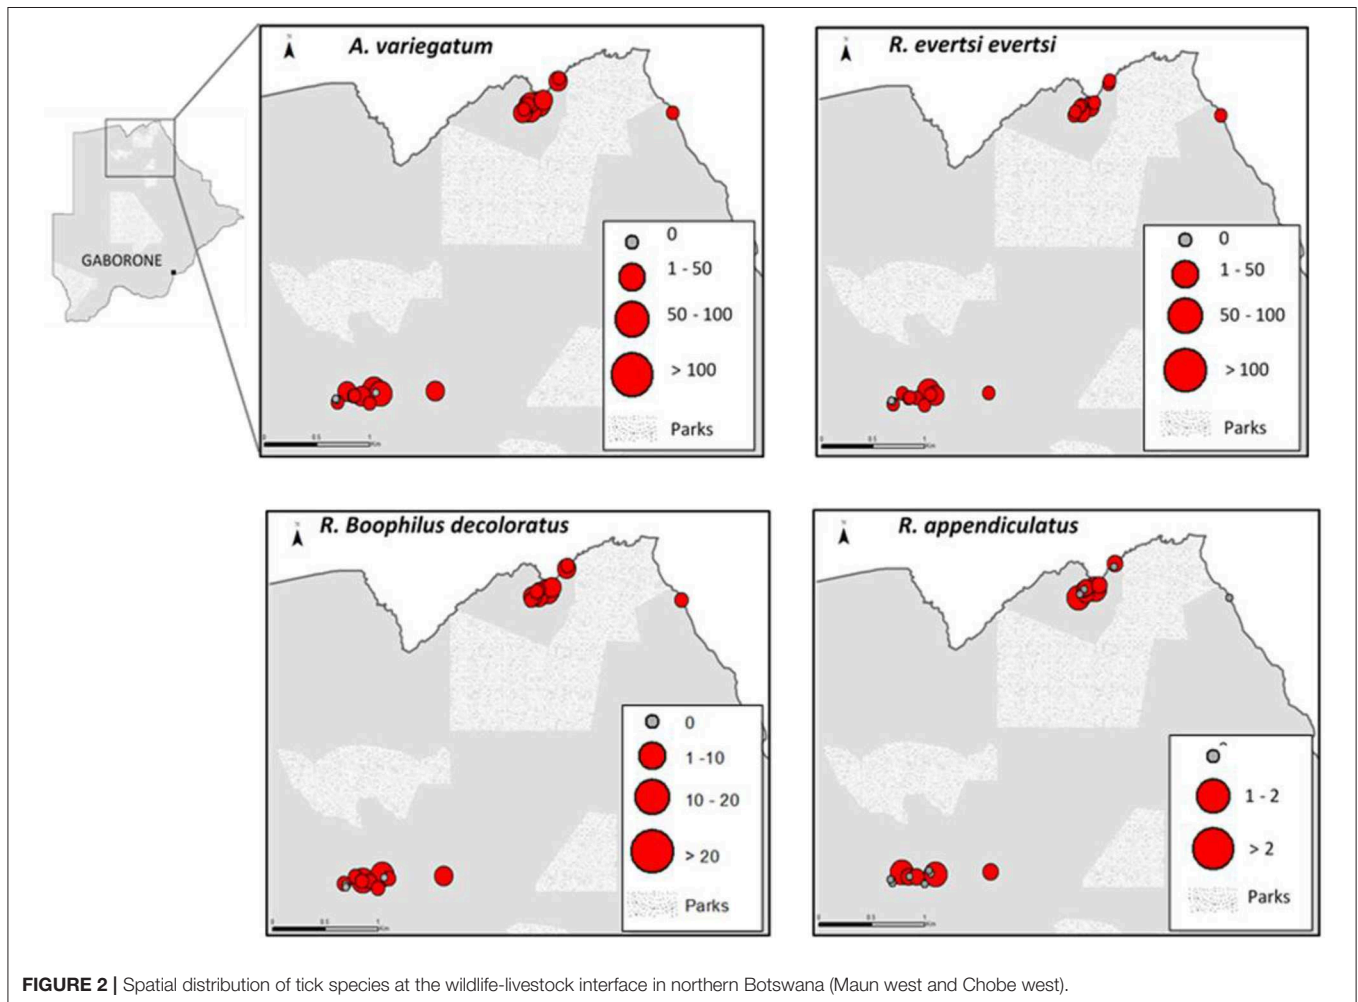 A. variegatum
0
1 - 50
50 - 100
> 100
Parks
GABORONE
R. evertsi evertsi
0
1 - 50
50 - 100
> 100
Parks
R. Boophilus decoloratus
0
1 -10
10 - 20
> 20
Parks
R. appendiculatus
1 - 2
> 2
Parks
FIGURE 2 | Spatial distribution of tick species at the wildlife-livestock interface in northern Botswana (Maun west and Chobe west).